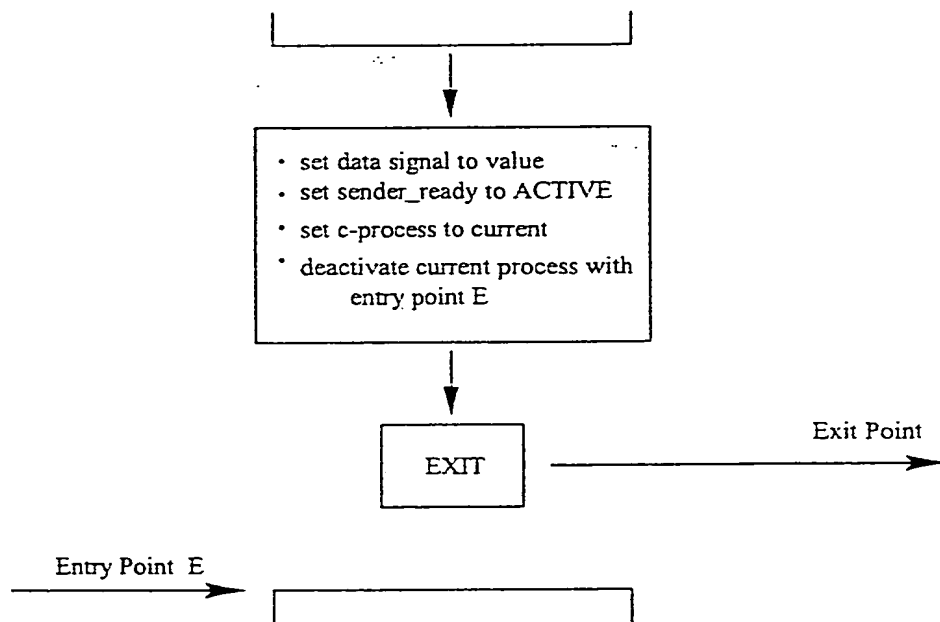 · set data signal to value
· set sender_ready to ACTIVE
· set c-process to current
· deactivate current process with
entry point E
EXIT
Exit Point
Entry Point E